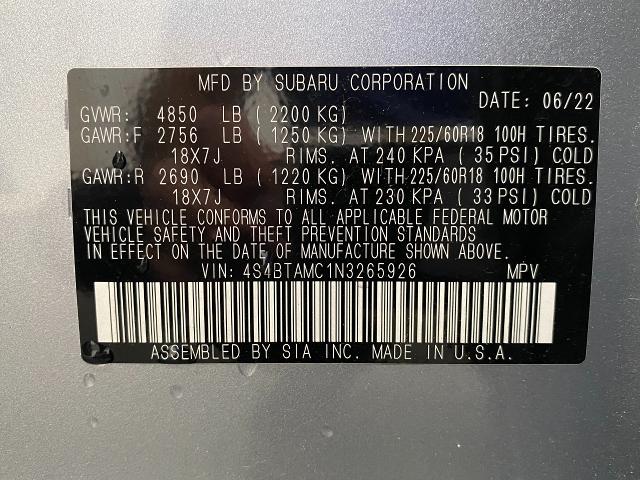 MFD BY SUBARU CORPORATION
DATE: 06/22
GVWR: 4850 LB (2200 KG)
GAWR:F 2756 LB (1250 KG) WITH 225/60R18 100H TIRES.
18X7J RIMS. AT 240 KPA (35 PSI) COLD
GAWR:R 2690 LB (1220 KG) WITH 225/60R18 100H TIRES.
18X7J RIMS. AT 230 KPA (33 PSI) COLD
THIS VEHICLE CONFORMS TO ALL APPLICABLE FEDERAL MOTOR
VEHICLE SAFETY AND THEFT PREVENTION STANDARDS
IN EFFECT ON THE DATE OF MANUFACTURE SHOWN ABOVE.
VIN: 4S4BTAMC1N3265926 MPV
ASSEMBLED BY SIA INC. MADE IN U.S.A.